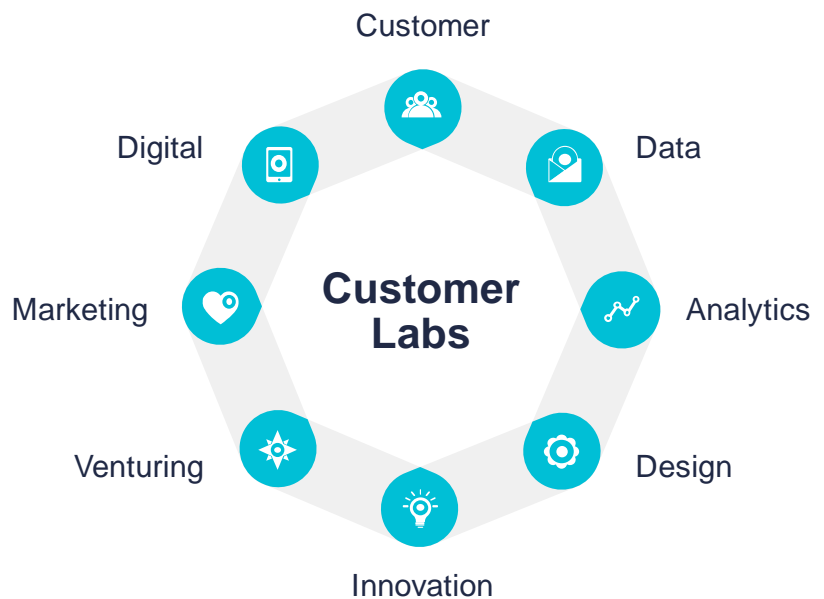 Customer
Digital
Data
Marketing
Customer
Labs
Analytics
Venturing
Design
Innovation